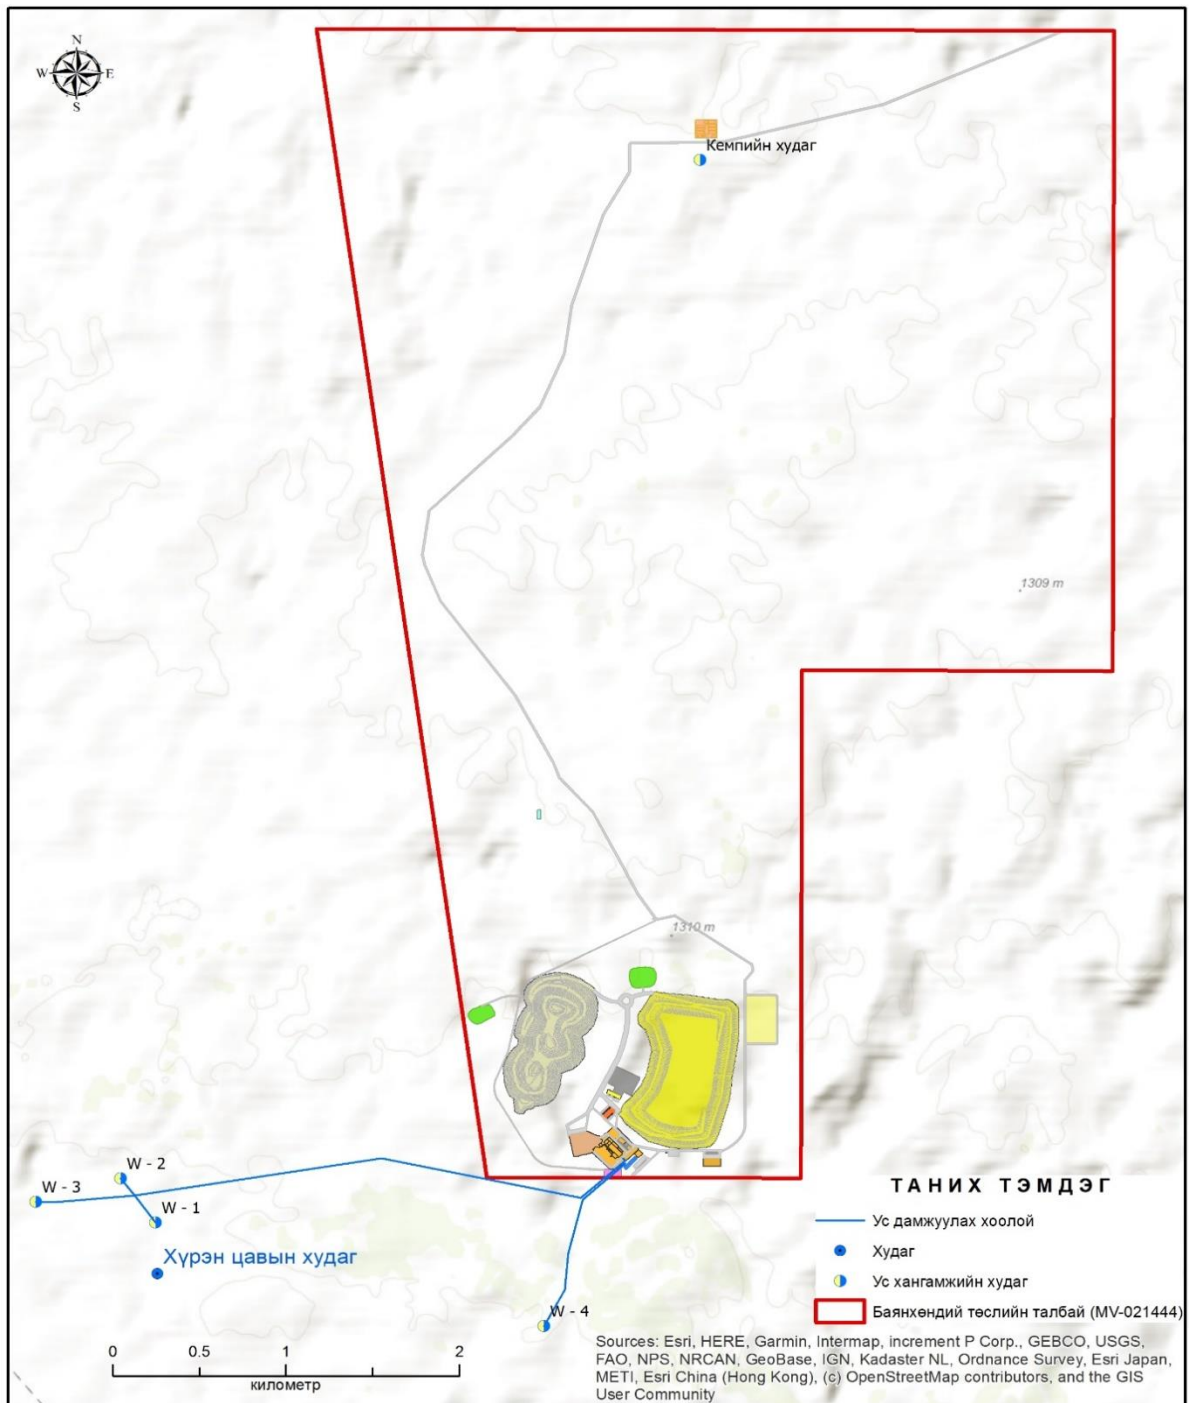 N
W E
S
Кемпийн худаг
1309 m
1310 m
W - 2
W - 3
W - 1
Хүрэн цавын худаг
W - 4
ТАНИХ ТЭМДЭГ
Ус дамжуулах хоолой
Худаг
Ус хангамжийн худаг
Баянхөндий төслийн талбай (MV-021444)
0 0.5 1 2
километр
Sources: Esri, HERE, Garmin, Intermap, increment P Corp., GEBCO, USGS,
FAO, NPS, NRCAN, GeoBase, IGN, Kadaster NL, Ordnance Survey, Esri Japan,
METI, Esri China (Hong Kong), (c) OpenStreetMap contributors, and the GIS
User Community